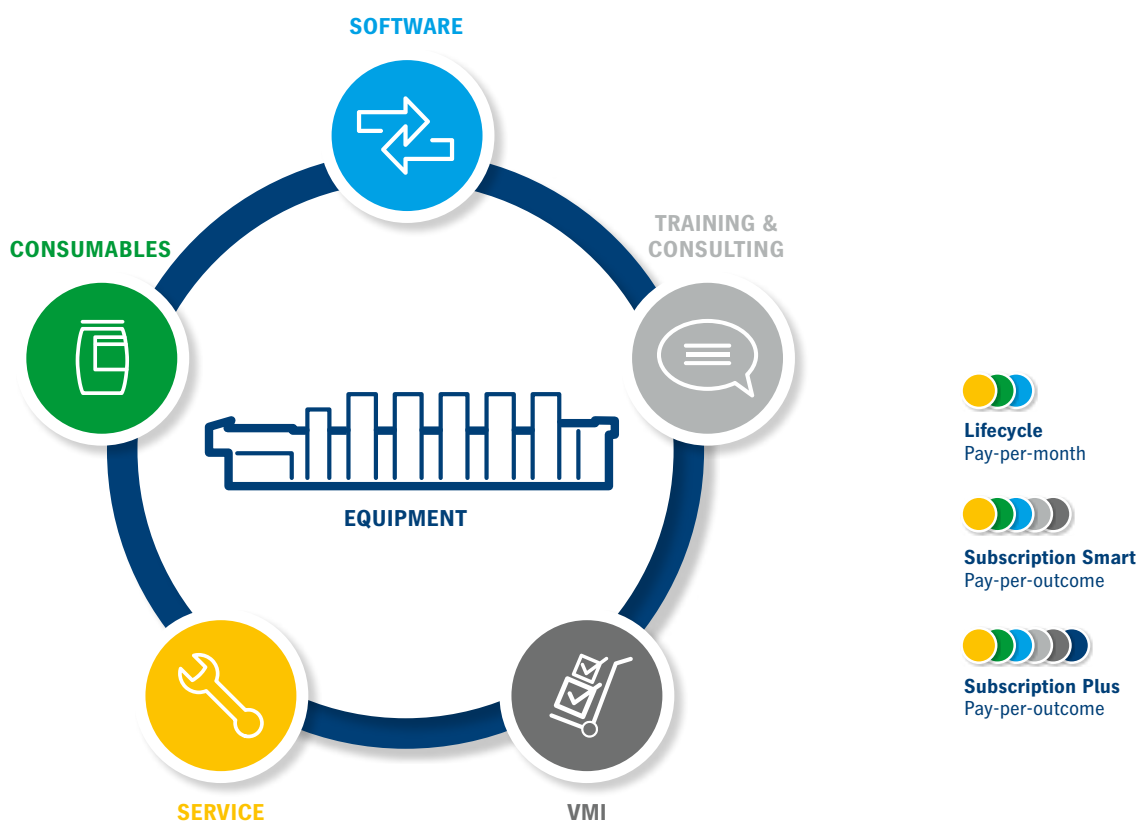 SOFTWARE
TRAINING &
CONSULTING
CONSUMABLES
EQUIPMENT
SERVICE
VMI
Lifecycle
Pay-per-month
Subscription Smart
Pay-per-outcome
Subscription Plus
Pay-per-outcome